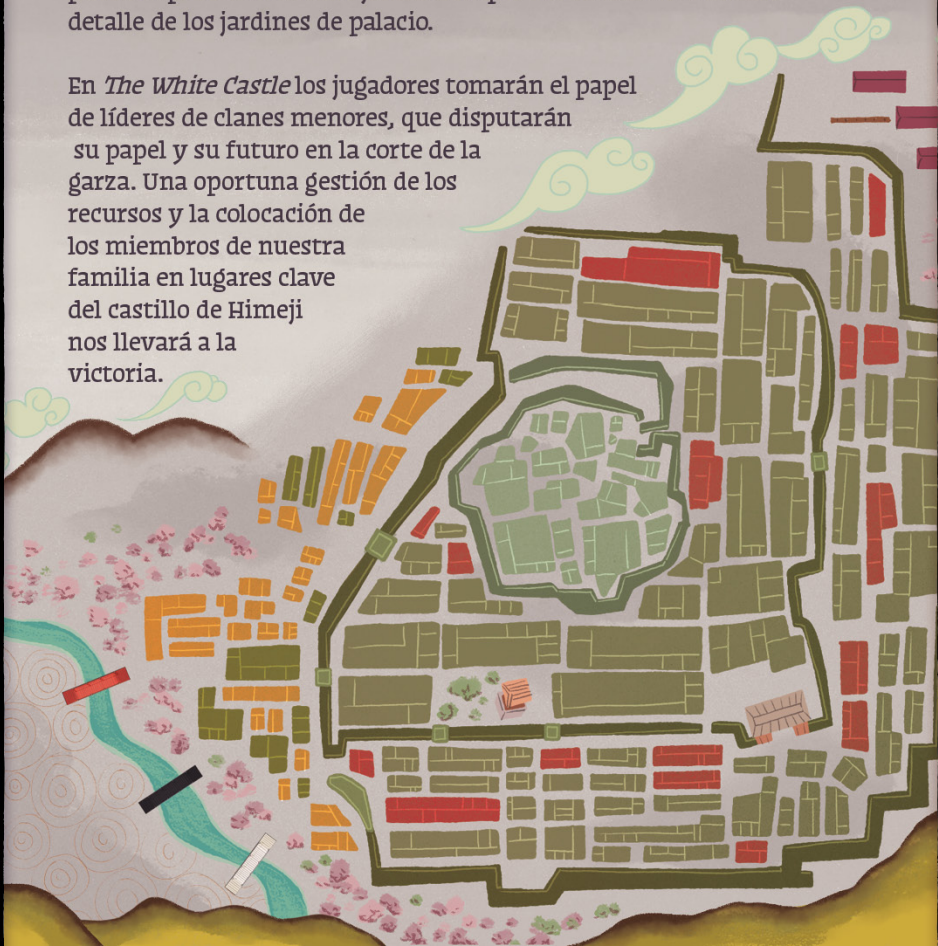 detalle de los jardines de palacio.
En The White Castle los jugadores tomarán el papel
de líderes de clanes menores, que disputarán
su papel y su futuro en la corte de la
garza. Una oportuna gestión de los
recursos y la colocación de
los miembros de nuestra
familia en lugares clave
del castillo de Himeji
nos llevará a la
victoria.